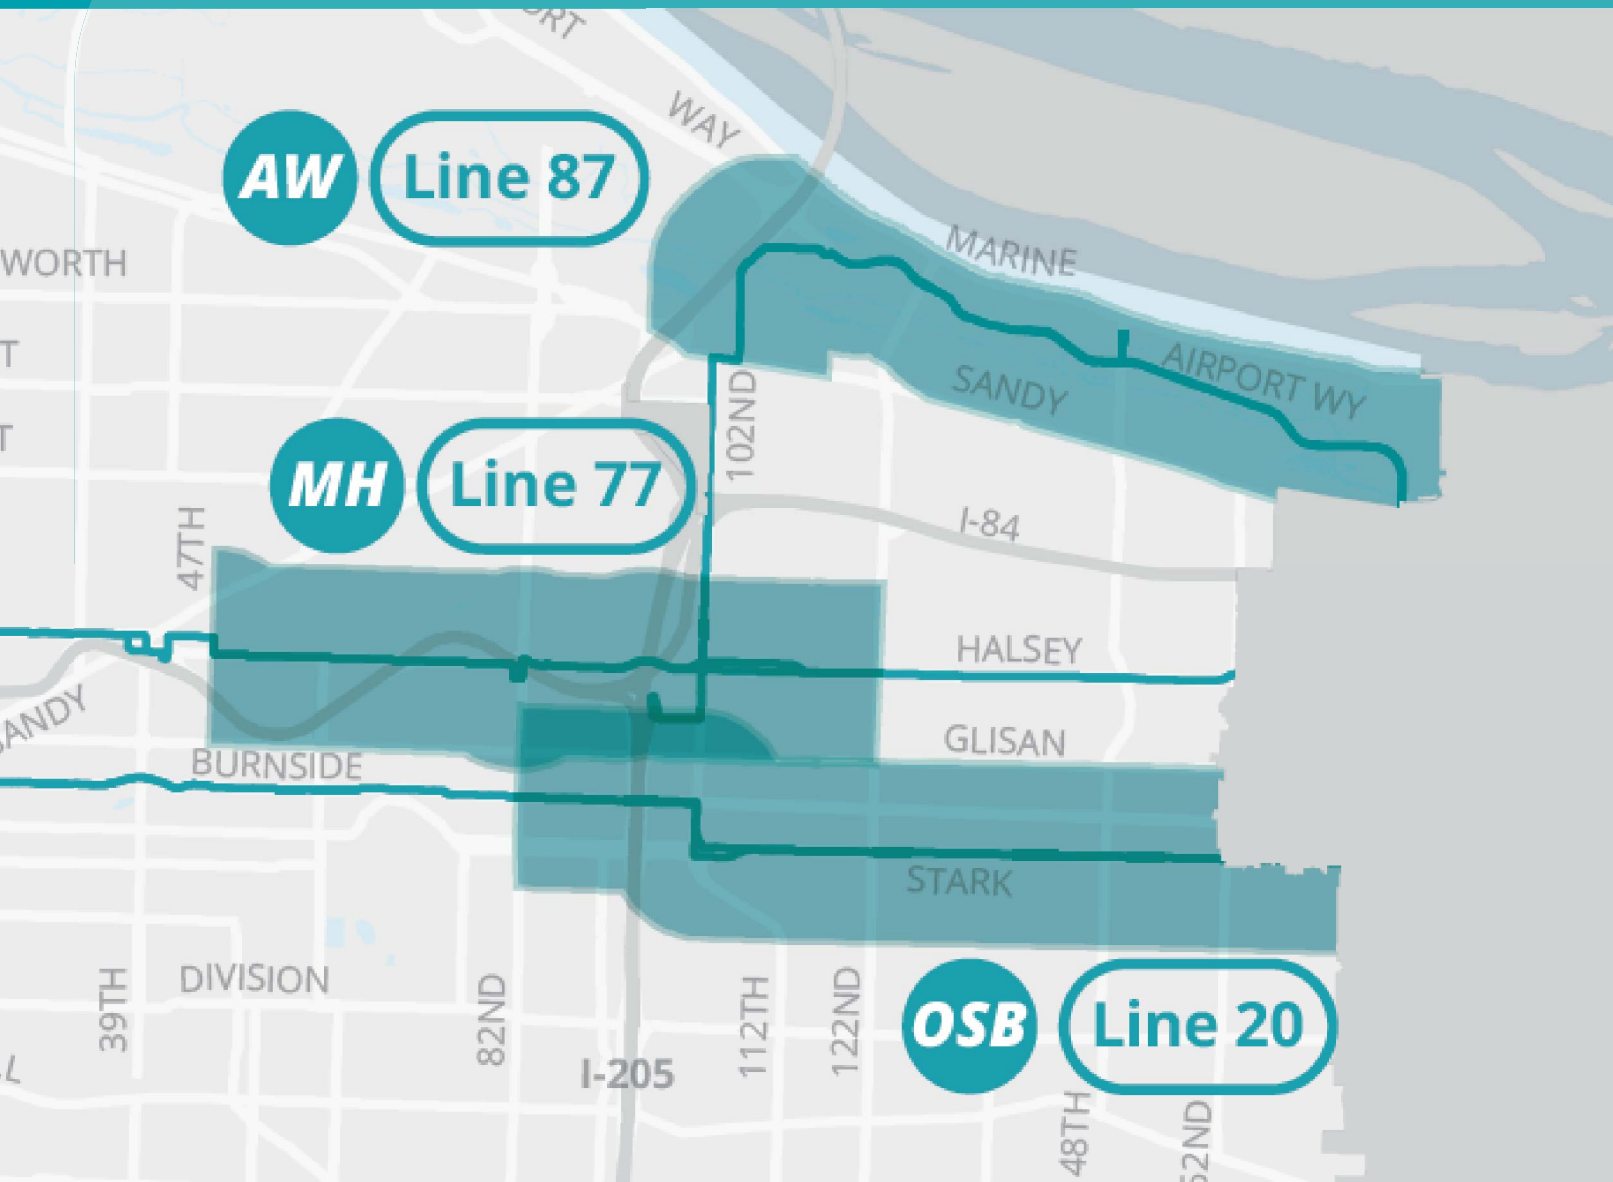 WAY
AW Line 87
MARINE
WORTH
AIRPORT WY
SANDY
102ND
MH Line 77
47TH
I-84
HALSEY
GLISAN
BURNSIDE
STARK
DIVISION
39TH
82ND
112TH
122ND
OSB Line 20
I-205
48TH